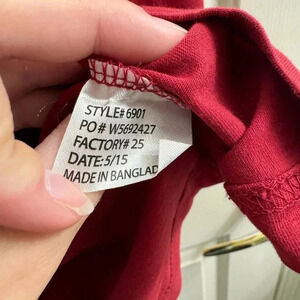 STYLE# 6901
PO # W5692427
FACTORY# 25
DATE: 5/15
MADE IN BANGLAD